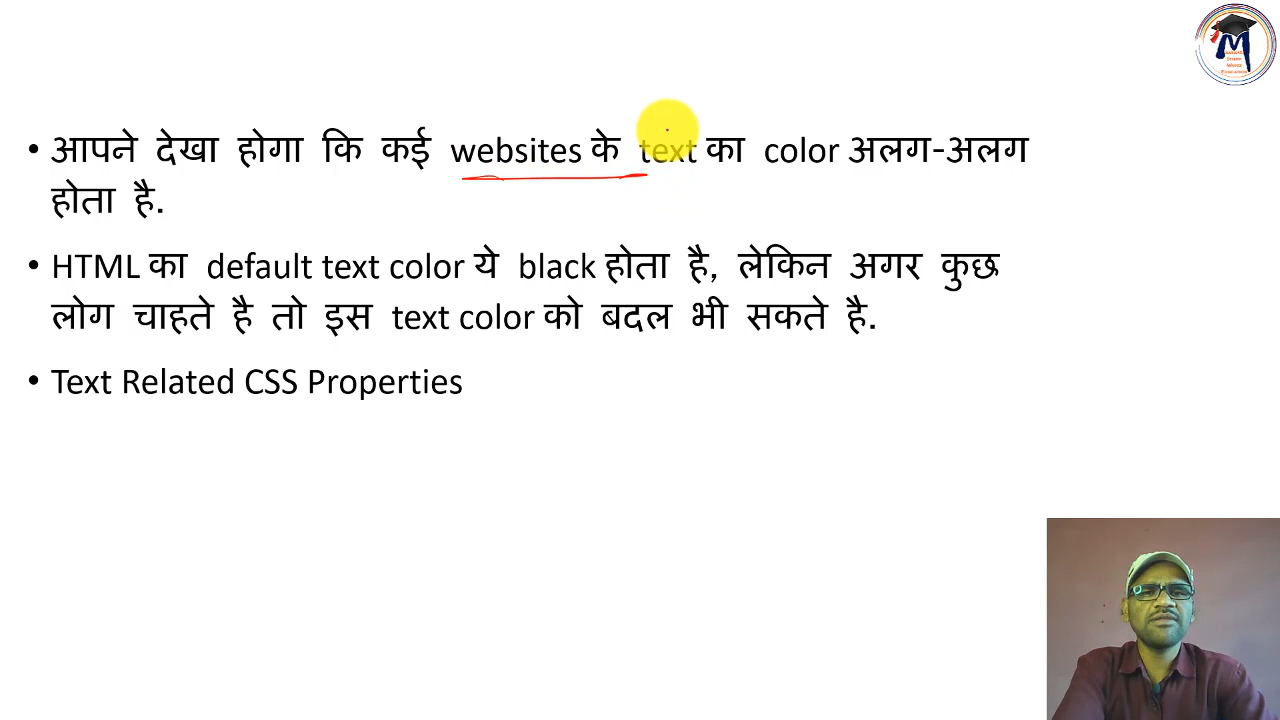 • आपने देखा होगा कि कई websites के text का color अलग-अलग
होता है.
• HTML का default text color ये black होता है, लेकिन अगर कुछ
लोग चाहते है तो इस text color को बदल भी सकते है.
• Text Related CSS Properties